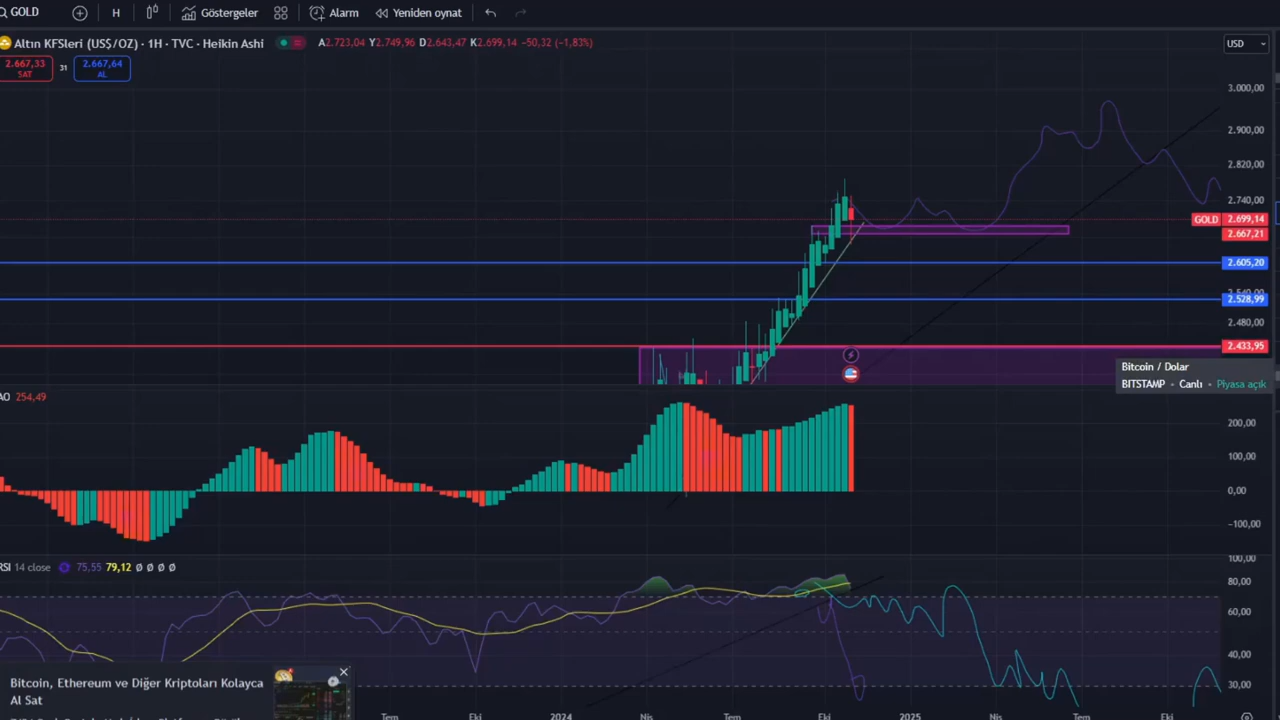 GOLD
H
Göstergeler
Alarm
Yeniden oynat
Altın KFSleri (US$/OZ) · 1H · TVC · Heikin Ashi
A2.723,04 Y2.749,96 D2.643,47 K2.699,14 −50,32 (−1,83%)
USD
2.667,33
SAT
31
2.667,64
AL
3.000,00
2.900,00
2.820,00
2.740,00
GOLD 2.699,14
2.667,21
2.605,20
2.540,00
2.528,99
2.480,00
2.433,95
Bitcoin / Dolar
BITSTAMP • Canlı • Piyasa açık
AO 254,49
200,00
100,00
0,00
−100,00
RSI 14 close 75,55 79,12 Ø Ø Ø Ø
100,00
80,00
60,00
40,00
30,00
Bitcoin, Ethereum ve Diğer Kriptoları Kolayca
Al Sat
Tem Eki 2024 Nis Tem Eki 2025 Nis Tem Eki